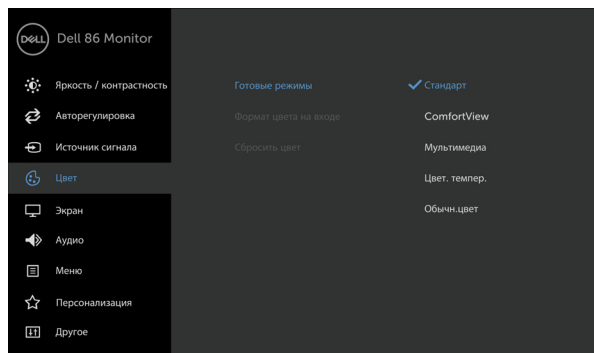 DELL Dell 86 Monitor
Яркость / контрастность
Готовые режимы
Стандарт
Авторегулировка
Формат цвета на входе
ComfortView
Источник сигнала
Сбросить цвет
Мультимедиа
Цвет
Цвет. темпер.
Экран
Обычн.цвет
Аудио
Меню
Персонализация
Другое